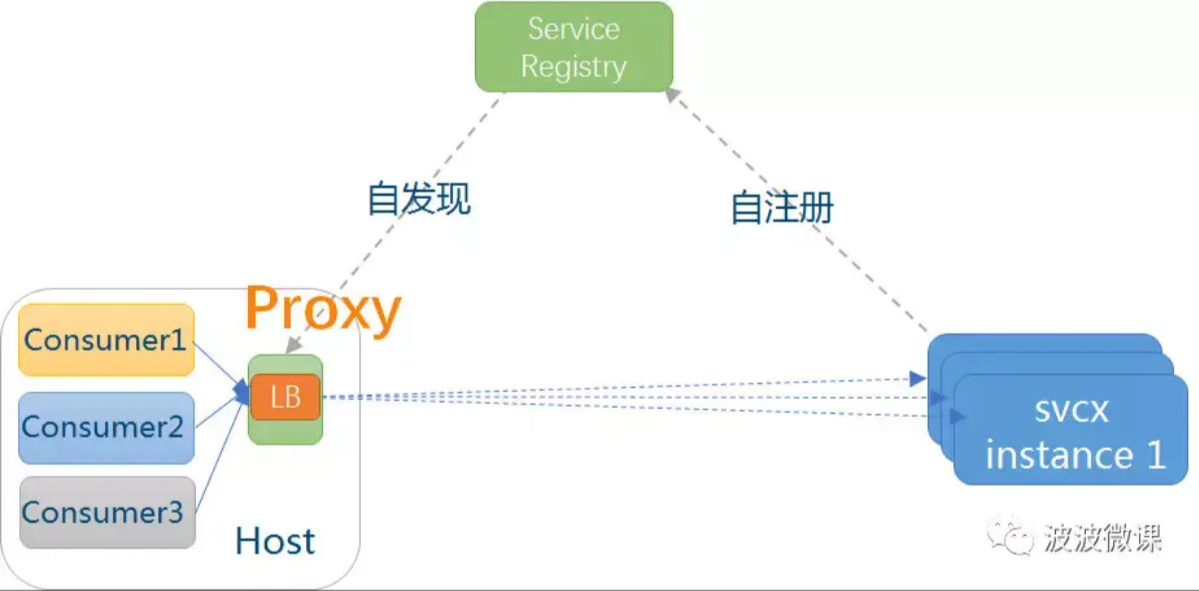 Service
Registry
自发现
自注册
Proxy
Consumer1
LB
Consumer2
Consumer3
Host
svcx
instance 1
波波微课